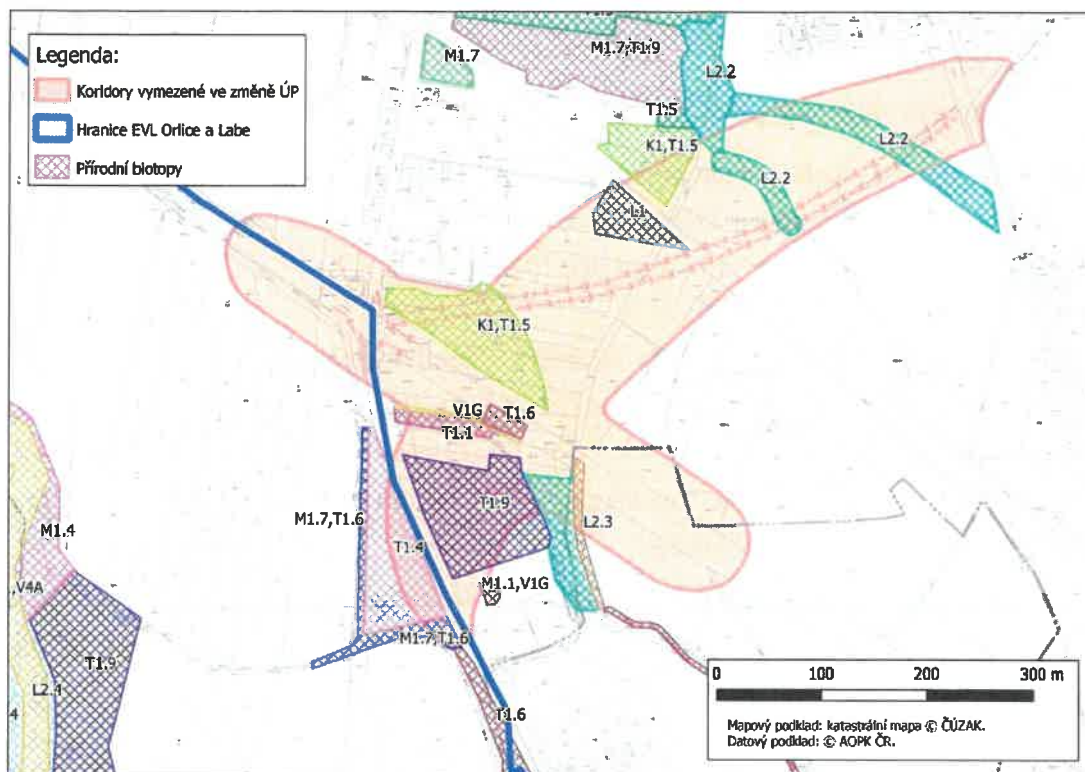 Legenda:
Koridory vymezené ve změně ÚP
Hranice EVL Orlice a Labe
Přírodní biotopy
M1.7
M1.7,T1.9
L2.2
T1.5
K1,T1.5
L2.2
L2.2
L1
K1,T1.5
V1G
T1.6
T1.1
T1.9
M1.7,T1.6
L2.3
T1.4
M1.4
M1.1,V1G
,V4A
M1.7,T1.6
T1.9
L2.4
4
T1.6
0 100 200 300 m
Mapový podklad: katastrální mapa © ČÚZAK.
Datový podklad: © AOPK ČR.